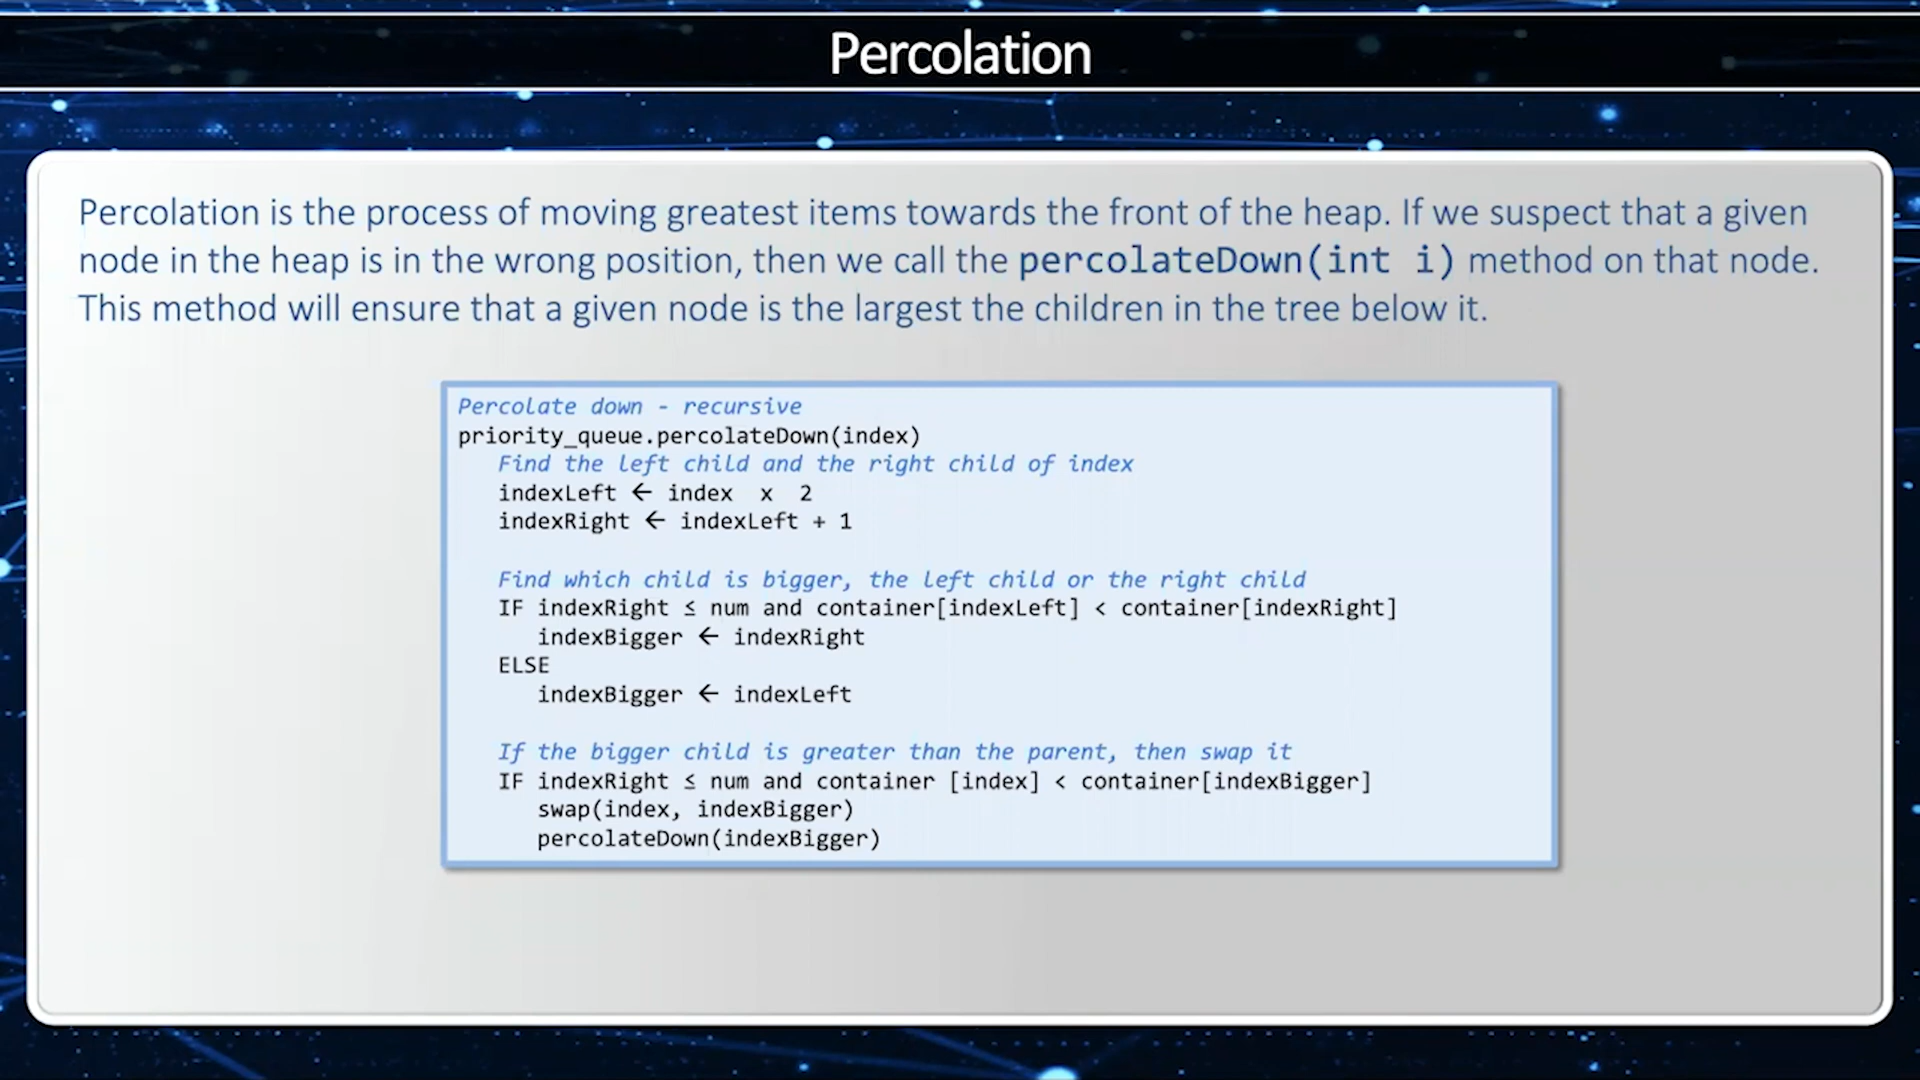 Percolation
Percolation is the process of moving greatest items towards the front of the heap. If we suspect that a given
node in the heap is in the wrong position, then we call the percolateDown(int i) method on that node.
This method will ensure that a given node is the largest the children in the tree below it.
Percolate down - recursive
priority_queue.percolateDown(index)
Find the left child and the right child of index
indexLeft ← index x 2
indexRight ← indexLeft + 1
Find which child is bigger, the left child or the right child
IF indexRight ≤ num and container[indexLeft] < container[indexRight]
indexBigger ← indexRight
ELSE
indexBigger ← indexLeft
If the bigger child is greater than the parent, then swap it
IF indexRight ≤ num and container [index] < container[indexBigger]
swap(index, indexBigger)
percolateDown(indexBigger)